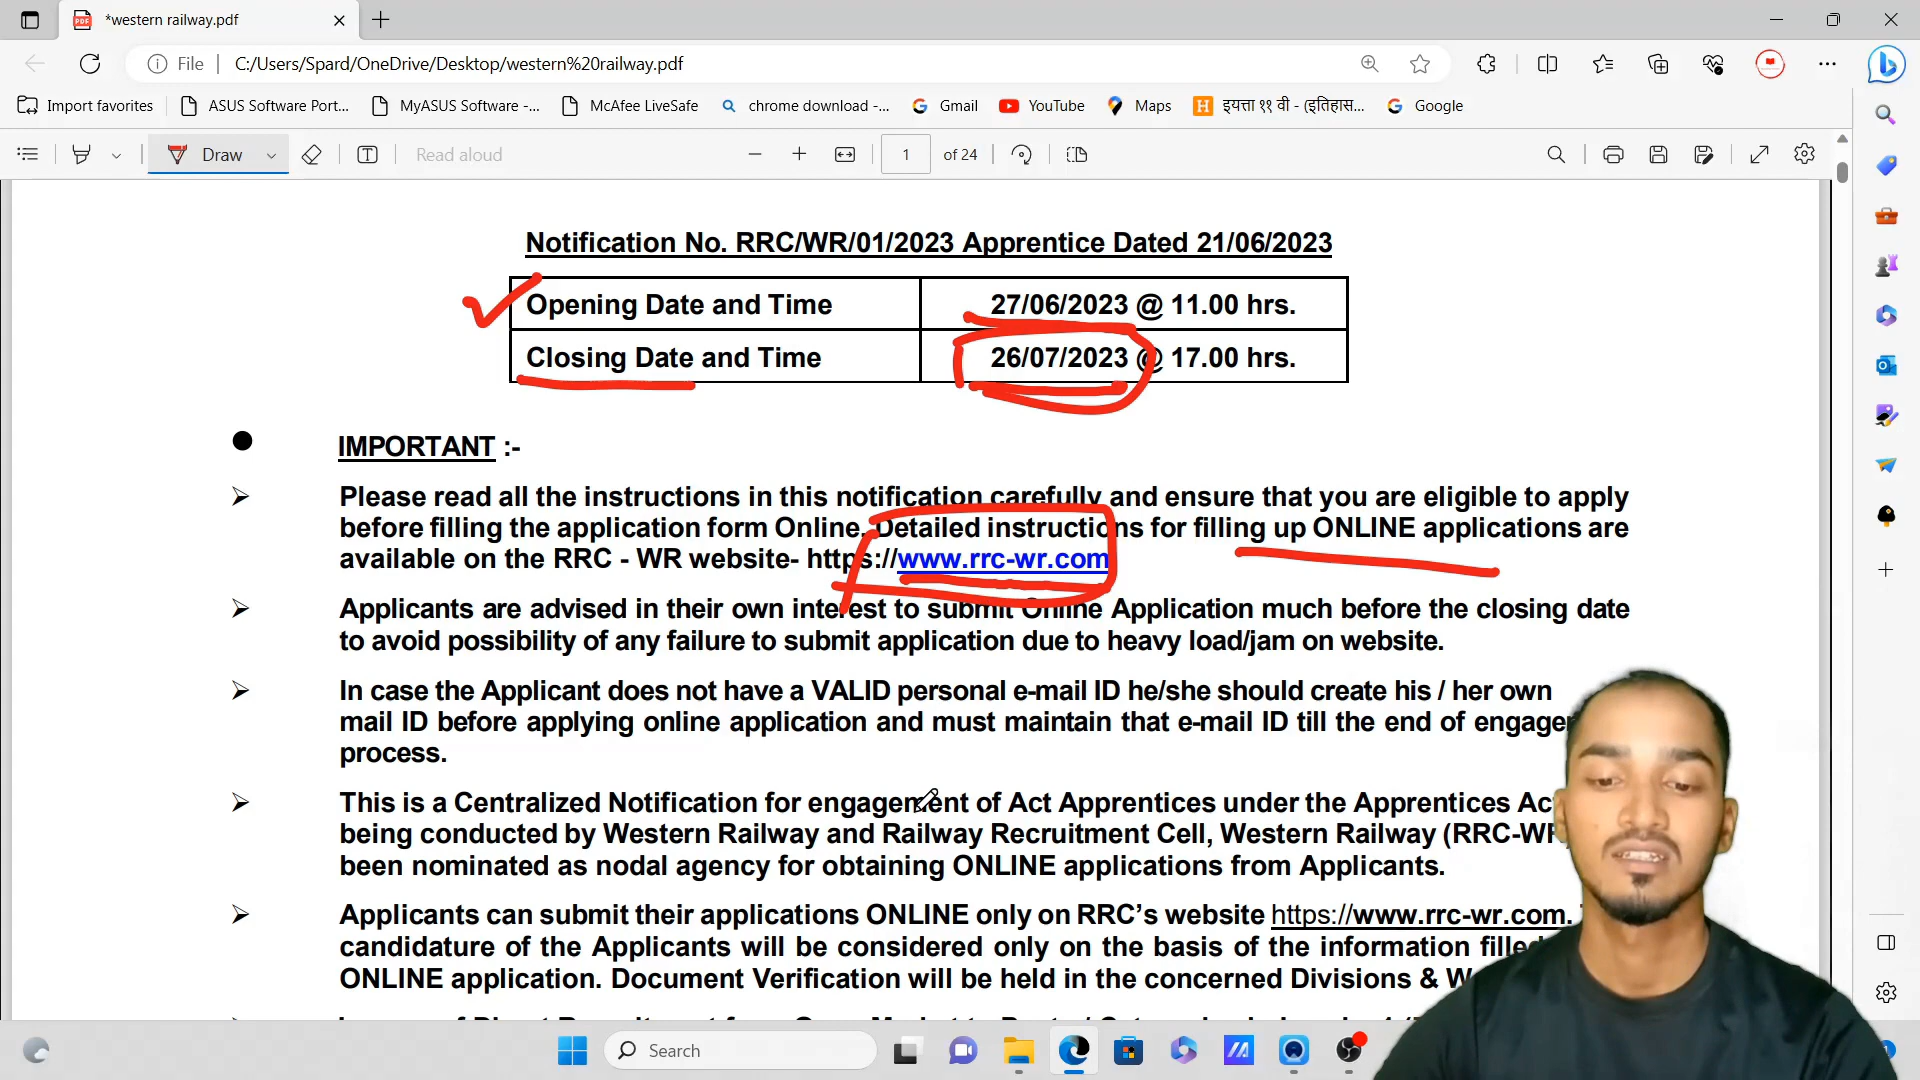 *western railway.pdf
File
C:/Users/Spard/OneDrive/Desktop/western%20railway.pdf
Import favorites
ASUS Software Port...
MyASUS Software -...
McAfee LiveSafe
chrome download -...
Gmail
YouTube
Maps
इयत्ता ११ वी - (इतिहास...
Google
Draw
Read aloud
1 of 24
Notification No. RRC/WR/01/2023 Apprentice Dated 21/06/2023
Opening Date and Time 27/06/2023 @ 11.00 hrs.
Closing Date and Time 26/07/2023 @ 17.00 hrs.
IMPORTANT :-
Please read all the instructions in this notification carefully and ensure that you are eligible to apply
before filling the application form Online. Detailed instructions for filling up ONLINE applications are
available on the RRC - WR website- https://www.rrc-wr.com
Applicants are advised in their own interest to submit Online Application much before the closing date
to avoid possibility of any failure to submit application due to heavy load/jam on website.
In case the Applicant does not have a VALID personal e-mail ID he/she should create his / her own
mail ID before applying online application and must maintain that e-mail ID till the end of
process.
This is a Centralized Notification for engagement of Act Apprentices under the Apprentices
being conducted by Western Railway and Railway Recruitment Cell, Western Railway
been nominated as nodal agency for obtaining ONLINE applications from Applicants.
Applicants can submit their applications ONLINE only on RRC's website https://www.rrc-wr.com.
candidature of the Applicants will be considered only on the basis of the information
ONLINE application. Document Verification will be held in the concerned Divisions &
Search